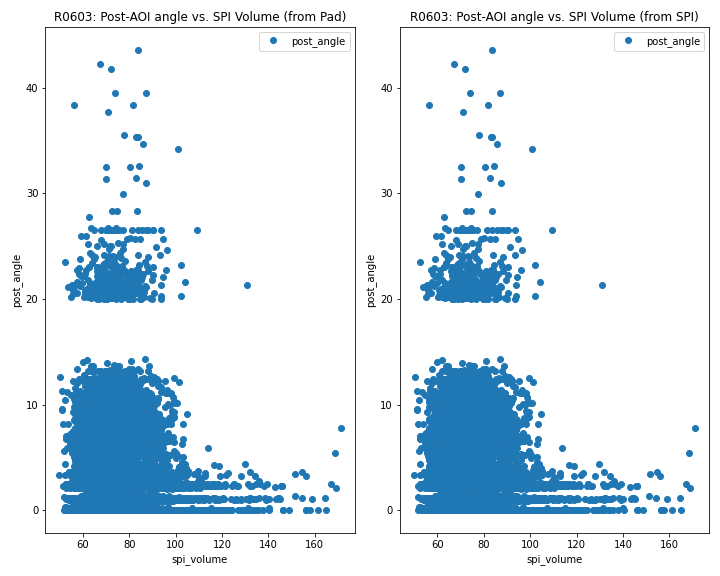 R0603: Post-AOI angle vs. SPI Volume (from Pad)
post_angle
post_angle
40
30
20
10
0
60 80 100 120 140 160
spi_volume
R0603: Post-AOI angle vs. SPI Volume (from SPI)
post_angle
post_angle
40
30
20
10
0
60 80 100 120 140 160
spi_volume